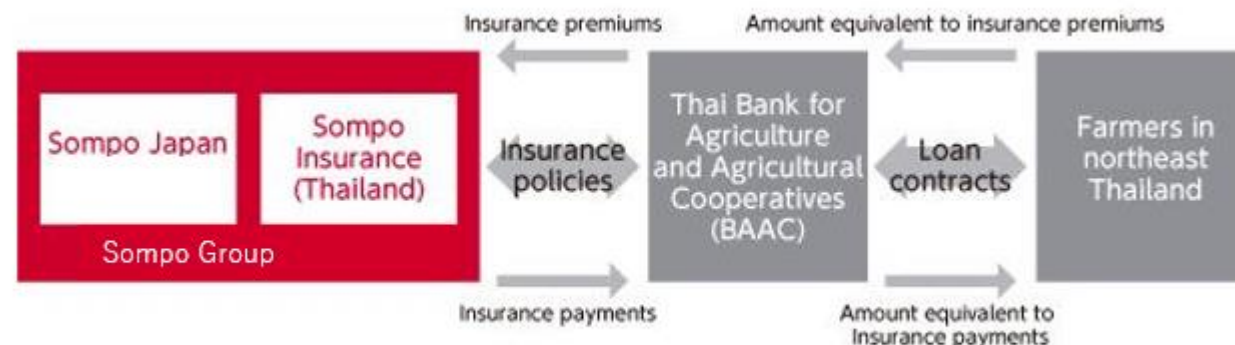 Insurance premiums
Amount equivalent to insurance premiums
Sompo Japan
Sompo
Insurance
(Thailand)
Sompo Group
Insurance
policies
Thai Bank for
Agriculture
and Agricultural
Cooperatives
(BAAC)
Loan
contracts
Farmers in
northeast
Thailand
Insurance payments
Amount equivalent to
Insurance payments